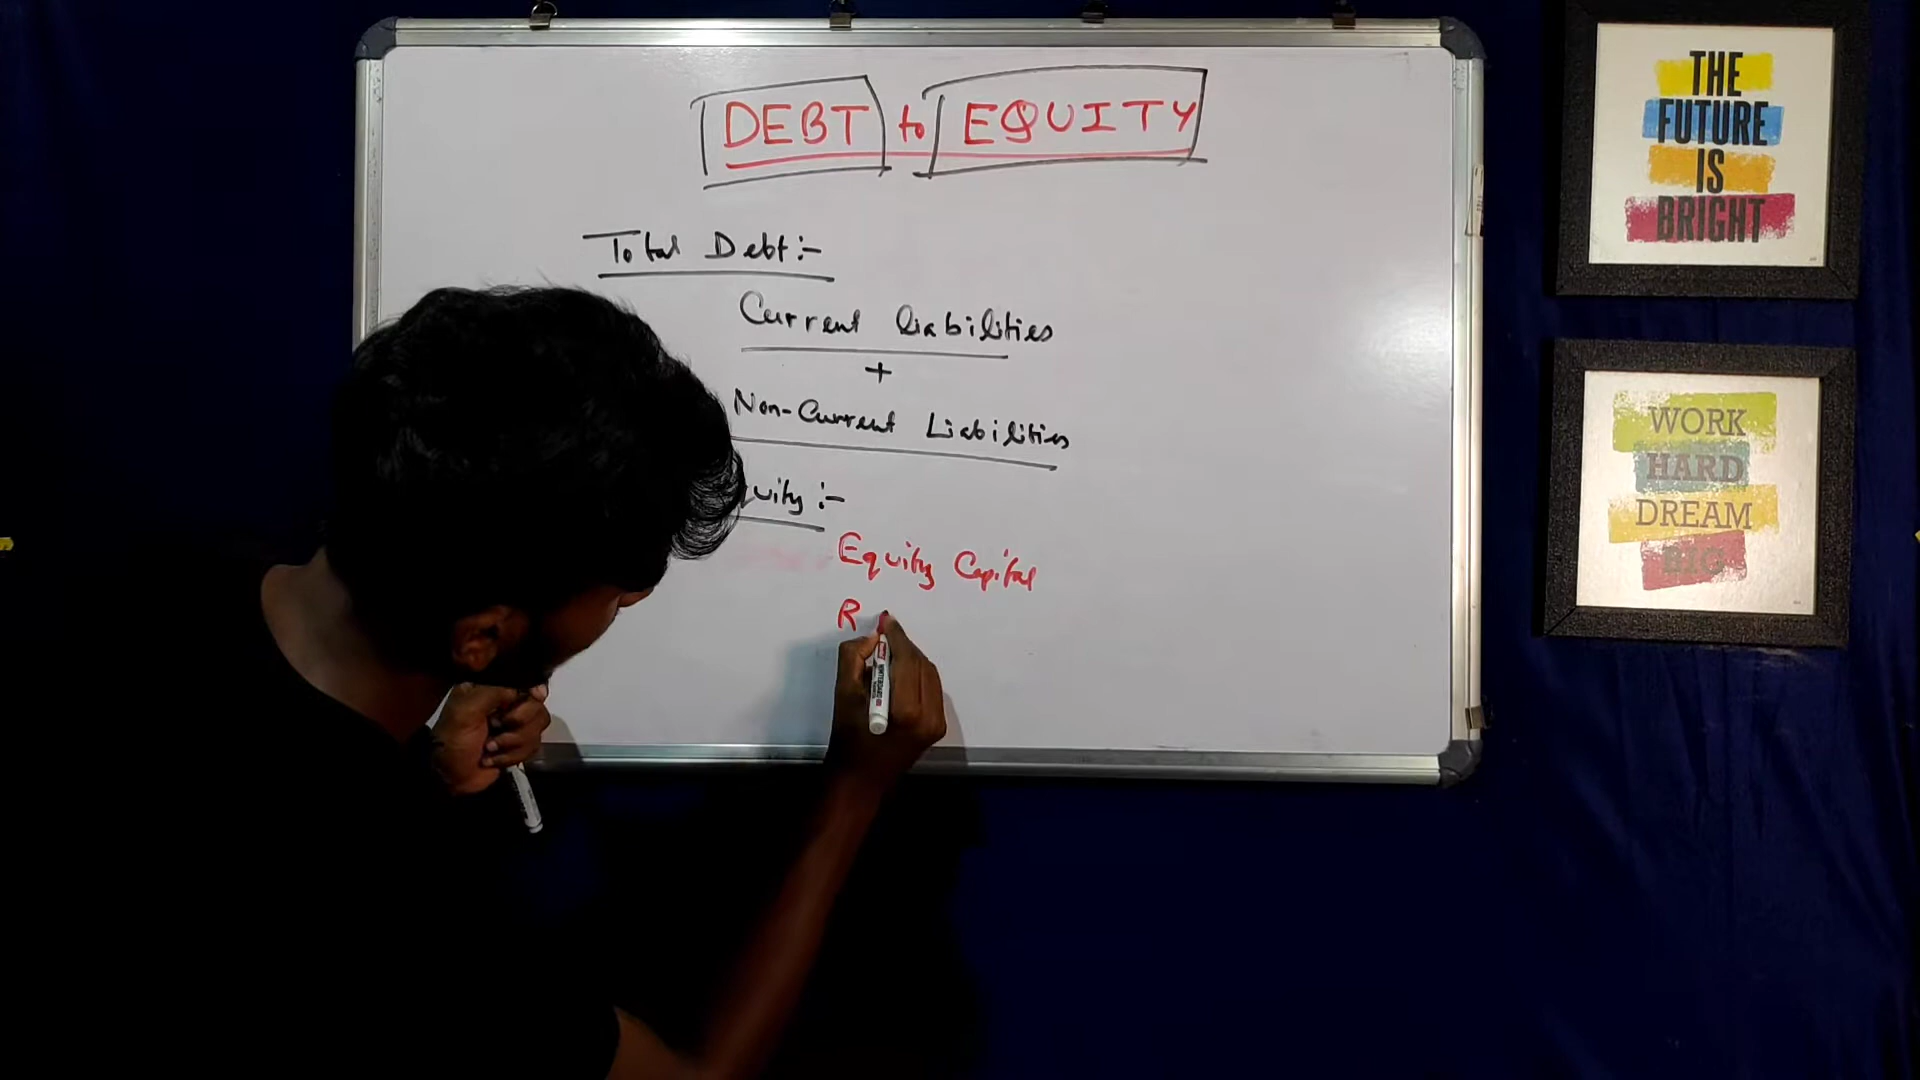 DEBT to EQUITY
Total Debt:-
Current liabilities
+
Non-Current Liabilities
quity :-
Equity Capital
R
THE
FUTURE
IS
BRIGHT
WORK
HARD
DREAM
BIG